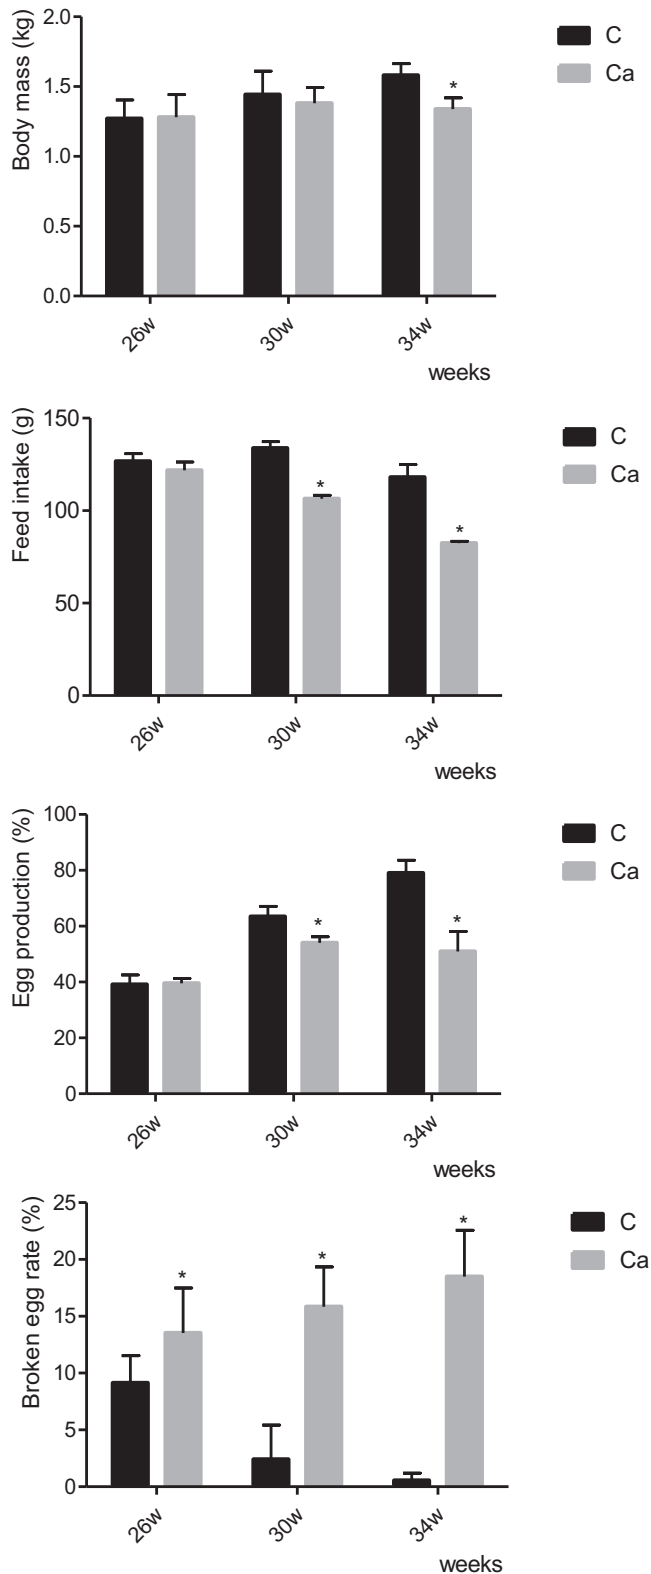 Body mass (kg)
2.0
1.5
1.0
0.5
0.0
*
26w
30w
34w
weeks
C
Ca
Feed intake (g)
150
100
50
0
*
*
26w
30w
34w
weeks
C
Ca
Egg production (%)
100
80
60
40
20
0
*
*
26w
30w
34w
weeks
C
Ca
Broken egg rate (%)
25
20
15
10
5
0
*
*
*
26w
30w
34w
weeks
C
Ca